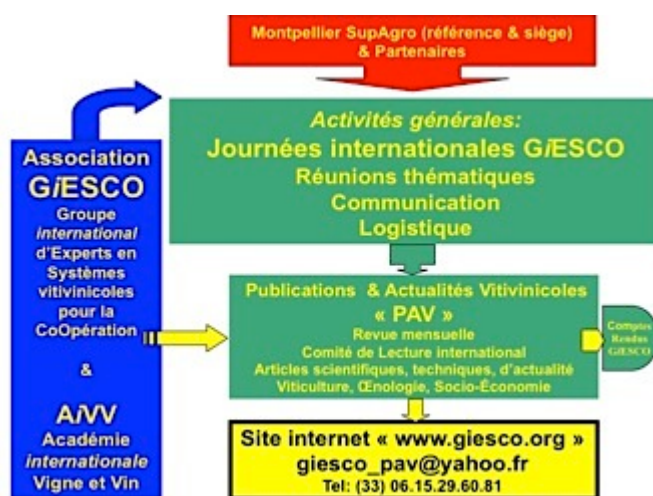 Montpellier SupAgro (référence & siège)
& Partenaires
Activités générales:
Journées internationales GiESCO
Réunions thématiques
Communication
Logistique
Association
GiESCO
Groupe
international
d'Experts en
Systèmes
vitivinicoles
pour la
CoOpération
&
AiVV
Académie
internationale
Vigne et Vin
Publications & Actualités Vitivinicoles
« PAV »
Revue mensuelle
Comité de Lecture international
Articles scientifiques, techniques, d'actualité
Viticulture, Œnologie, Socio-Économie
Comptes
Rendus
GiESCO
Site internet « www.giesco.org »
giesco_pav@yahoo.fr
Tel: (33) 06.15.29.60.81